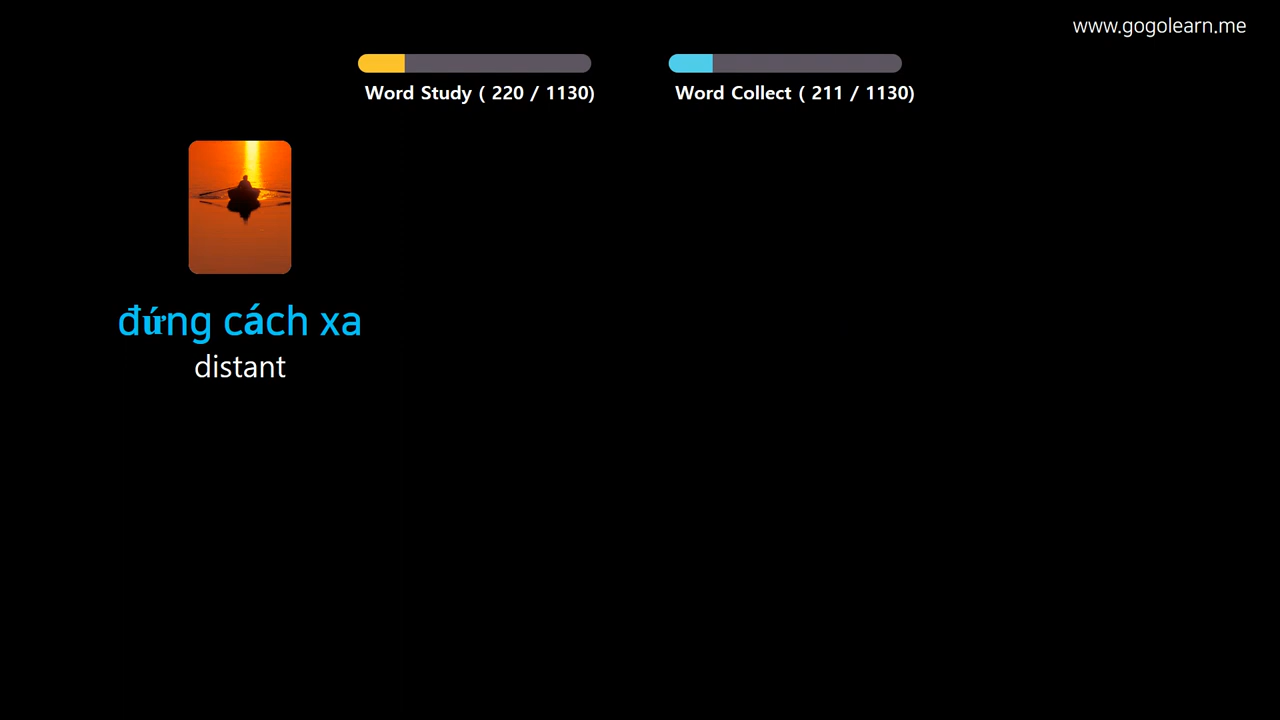 www.gogolearn.me
Word Study ( 220 / 1130)
Word Collect ( 211 / 1130)
đứng cách xa
distant